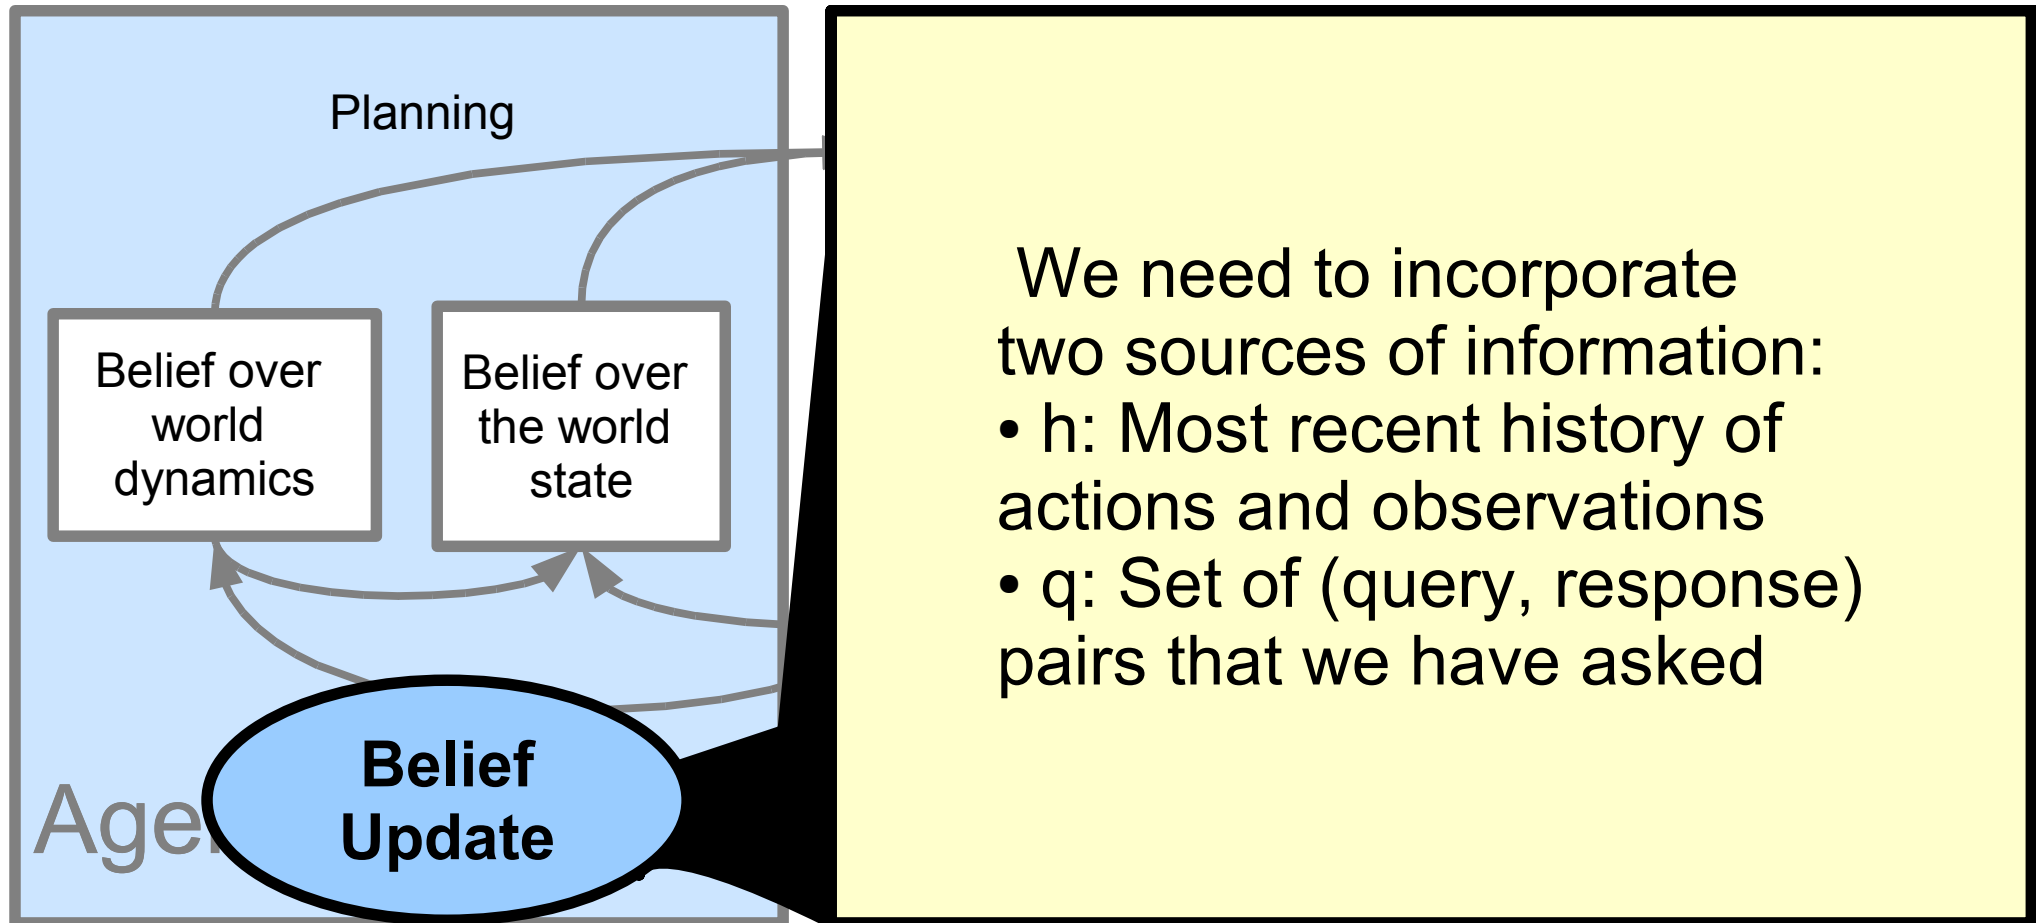 Planning
Belief over
world
dynamics
Belief over
the world
state
Belief
Update
We need to incorporate
two sources of information:
• h: Most recent history of
actions and observations
• q: Set of (query, response)
pairs that we have asked